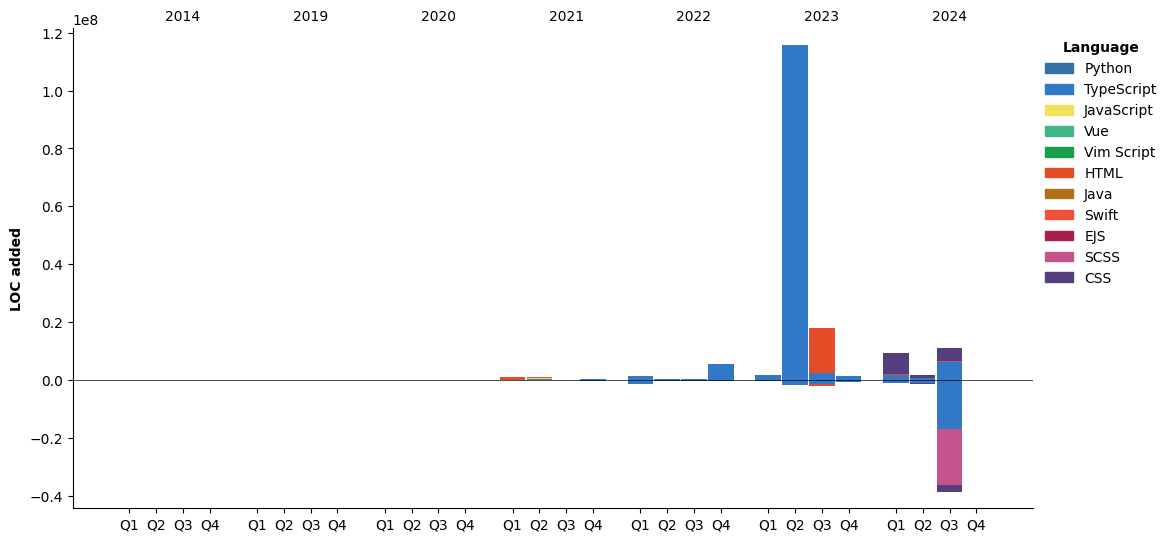 1e8
2014 2019 2020 2021 2022 2023 2024
1.2
1.0
0.8
0.6
0.4
0.2
0.0
−0.2
−0.4
LOC added
Q1 Q2 Q3 Q4 Q1 Q2 Q3 Q4 Q1 Q2 Q3 Q4 Q1 Q2 Q3 Q4 Q1 Q2 Q3 Q4 Q1 Q2 Q3 Q4 Q1 Q2 Q3 Q4
Language
Python
TypeScript
JavaScript
Vue
Vim Script
HTML
Java
Swift
EJS
SCSS
CSS